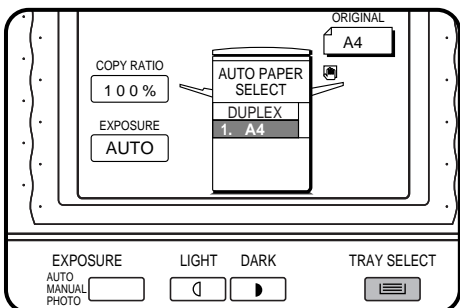 ORIGINAL
A4
COPY RATIO
100%
AUTO PAPER
SELECT
DUPLEX
1. A4
EXPOSURE
AUTO
EXPOSURE
AUTO
MANUAL
PHOTO
LIGHT
DARK
TRAY SELECT